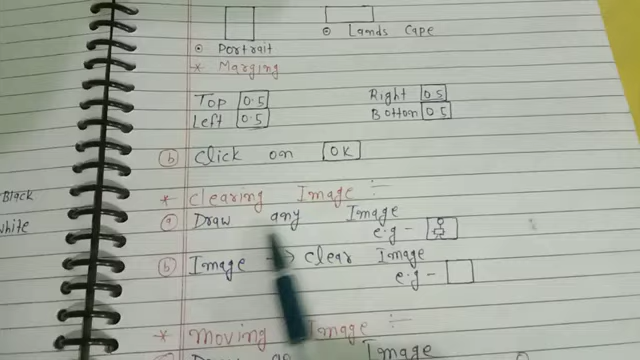 ⊙ Portrait ⊙ Lands Cape
* Marging
Top 0.5 Right 0.5
Left 0.5 Bottom 0.5
(b) Click on OK
* Clearing Image :-
(a) Draw any Image
e.g -
(b) Image → Clear Image
e.g -
* Moving Image :-
Image
Black
white